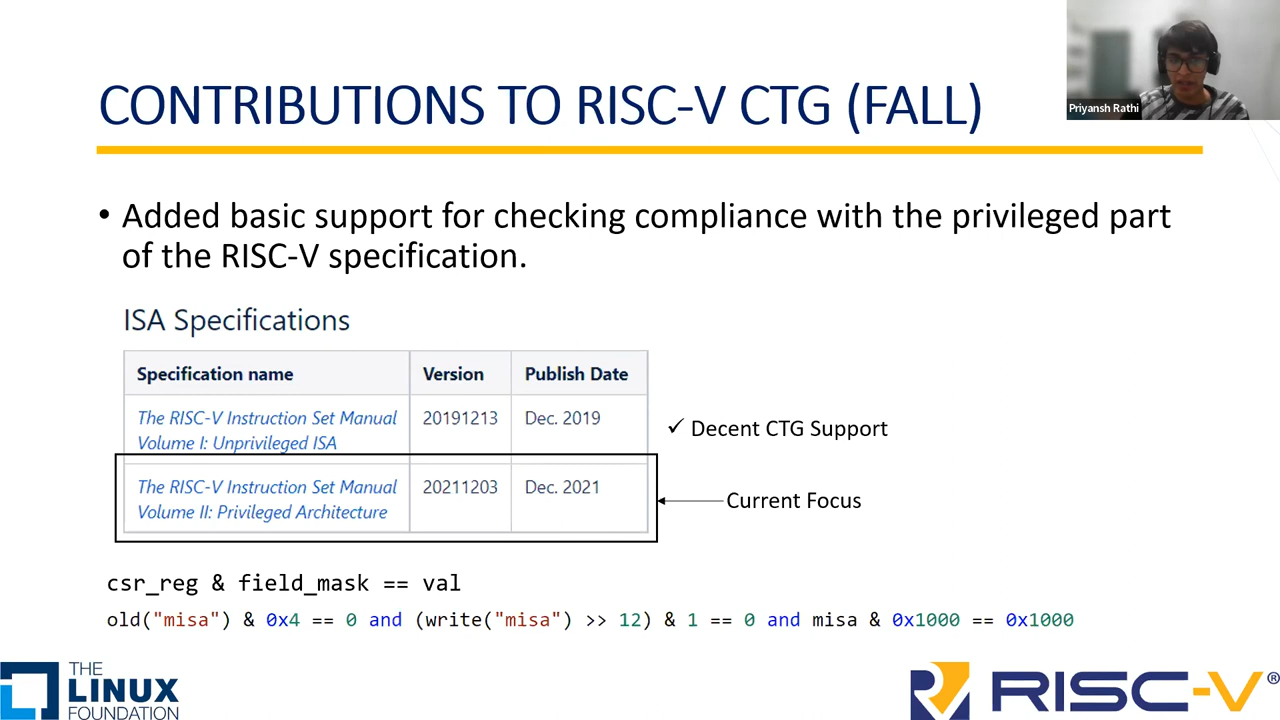 Priyansh Rathi
CONTRIBUTIONS TO RISC-V CTG (FALL)
• Added basic support for checking compliance with the privileged part
of the RISC-V specification.
ISA Specifications
Specification name Version Publish Date
The RISC-V Instruction Set Manual 20191213 Dec. 2019
Volume I: Unprivileged ISA
✓ Decent CTG Support
The RISC-V Instruction Set Manual 20211203 Dec. 2021
Volume II: Privileged Architecture
Current Focus
csr_reg & field_mask == val
old("misa") & 0x4 == 0 and (write("misa") >> 12) & 1 == 0 and misa & 0x1000 == 0x1000
THE
LINUX
FOUNDATION
RISC-V®